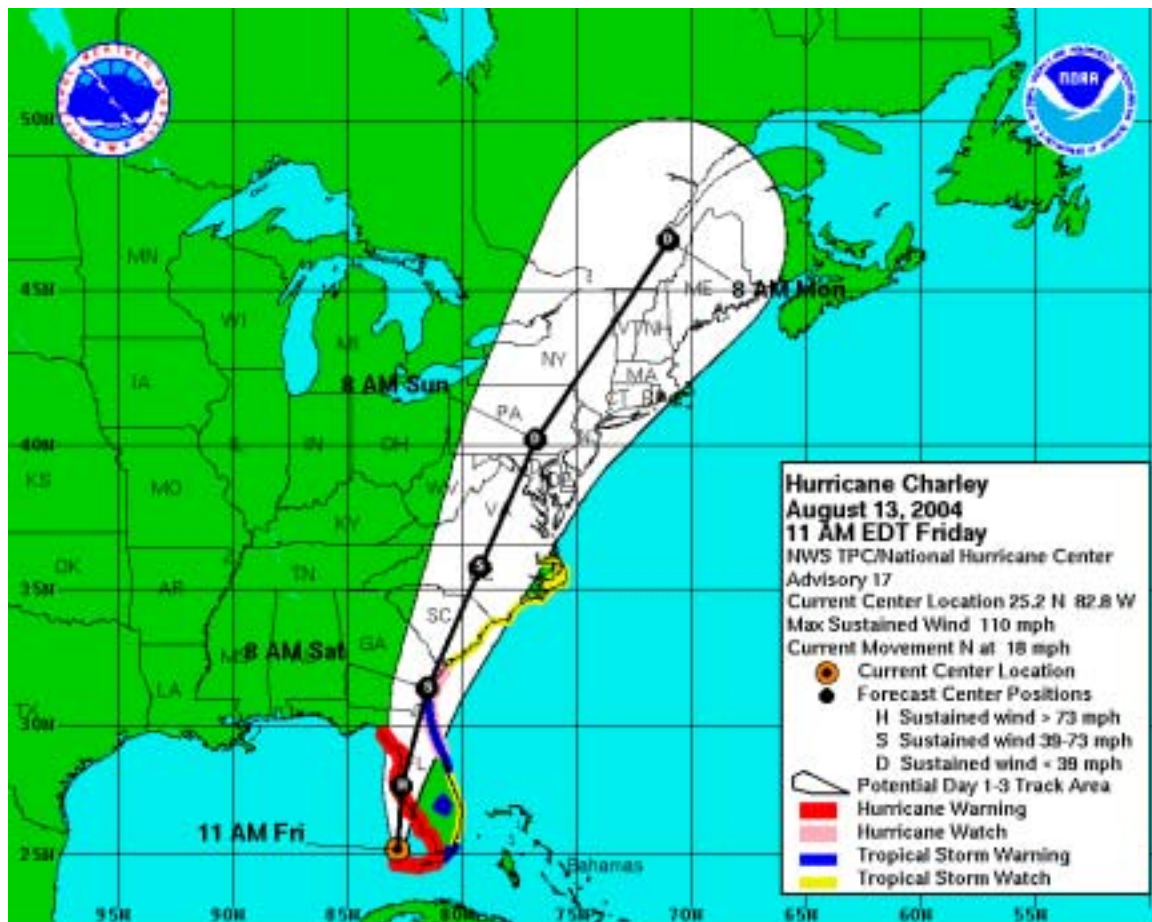 NOAA
50N
45N
40N
35N
30N
25N
95W
90W
80W
75W
70W
65W
60W
55W
MN
WI
MI
IA
IL
IN
OH
PA
NY
VT
NH
ME
MA
CT
KS
MO
KY
WV
OK
AR
TN
SC
GA
LA
8 AM Mon
8 AM Sun
8 AM Sat
11 AM Fri
Bahamas
Hurricane Charley
August 13, 2004
11 AM EDT Friday
NWS TPC/National Hurricane Center
Advisory 17
Current Center Location 25.2 N 82.8 W
Max Sustained Wind 110 mph
Current Movement N at 18 mph
Current Center Location
Forecast Center Positions
H Sustained wind > 73 mph
S Sustained wind 39-73 mph
D Sustained wind < 39 mph
Potential Day 1-3 Track Area
Hurricane Warning
Hurricane Watch
Tropical Storm Warning
Tropical Storm Watch